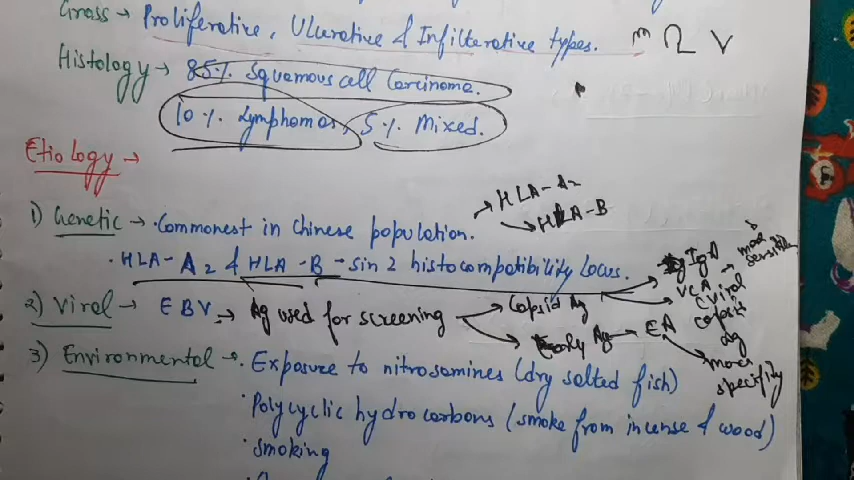 Gross → Proliferative, Ulcerative & Infilterative types.
Histology → 85% Squamous cell Carcinoma.
10% Lymphomas, 5% Mixed.
Etiology →
→ HLA-A2
→ HLA-B
1) Genetic → Commonest in Chinese population.
· HLA-A2 & HLA-B-sin 2 histocompatibility Locus.
2) Viral → EBV → Ag used for screening
Capsid Ag
→ IgA
→ VCA → more sensitive
(Viral capsid Ag
Early Ag → EA
more specifity
3) Environmental → · Exposure to nitrosamines (dry salted fish)
· Polycyclic hydrocarbons (smoke from incense & wood)
· Smoking